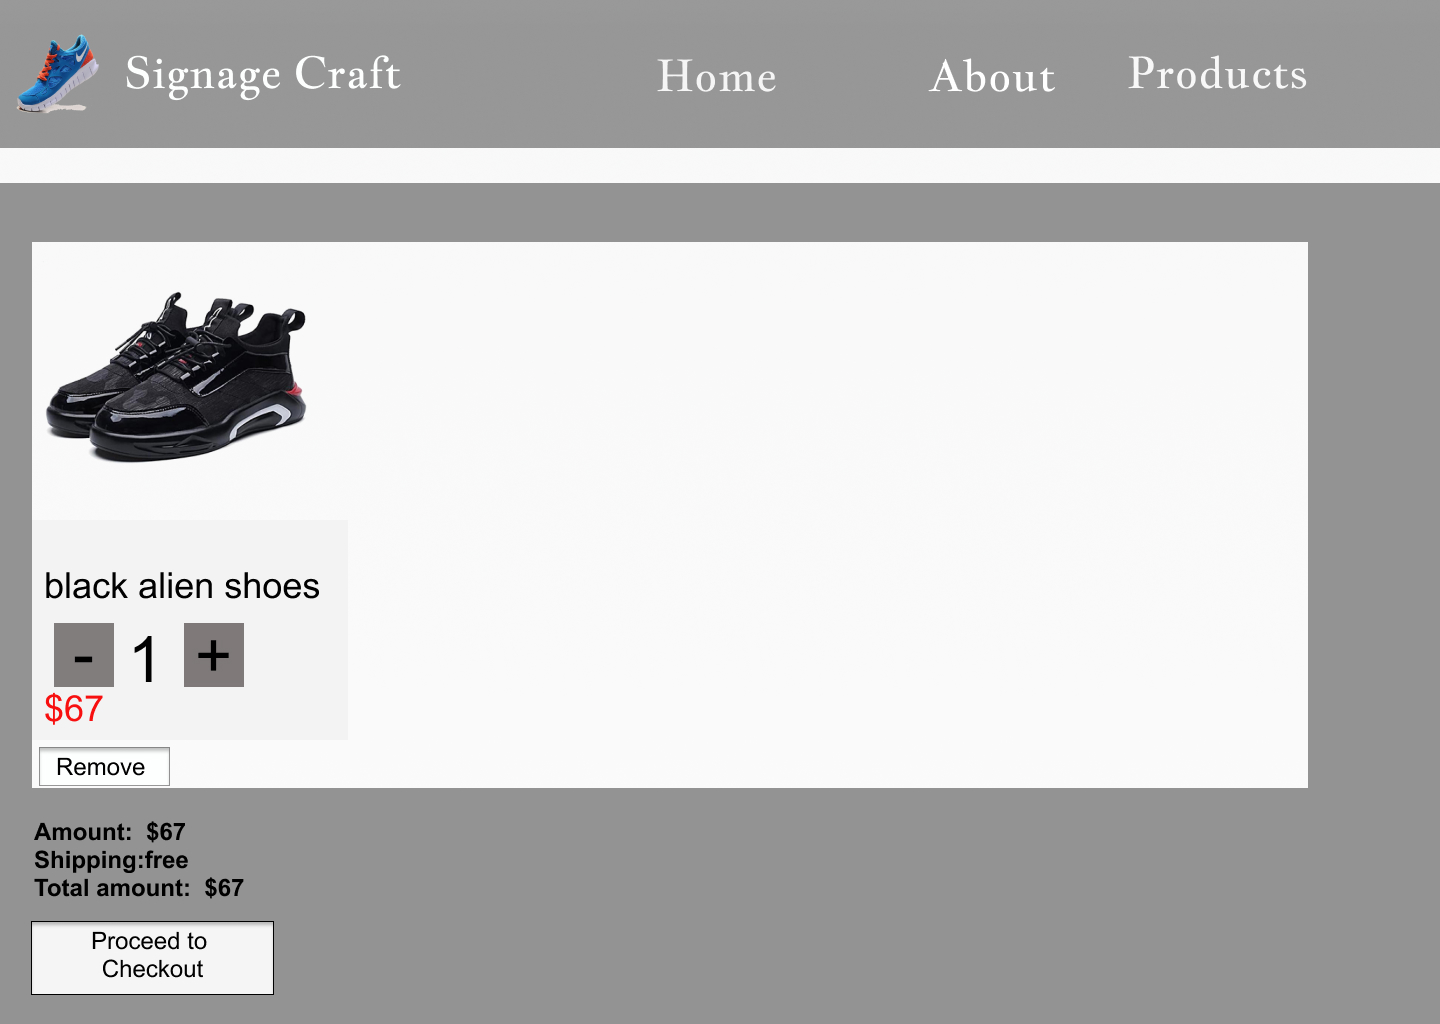 Signage Craft Home About Products
black alien shoes
- 1 +
$67
Remove
Amount: $67
Shipping:free
Total amount: $67
Proceed to
Checkout